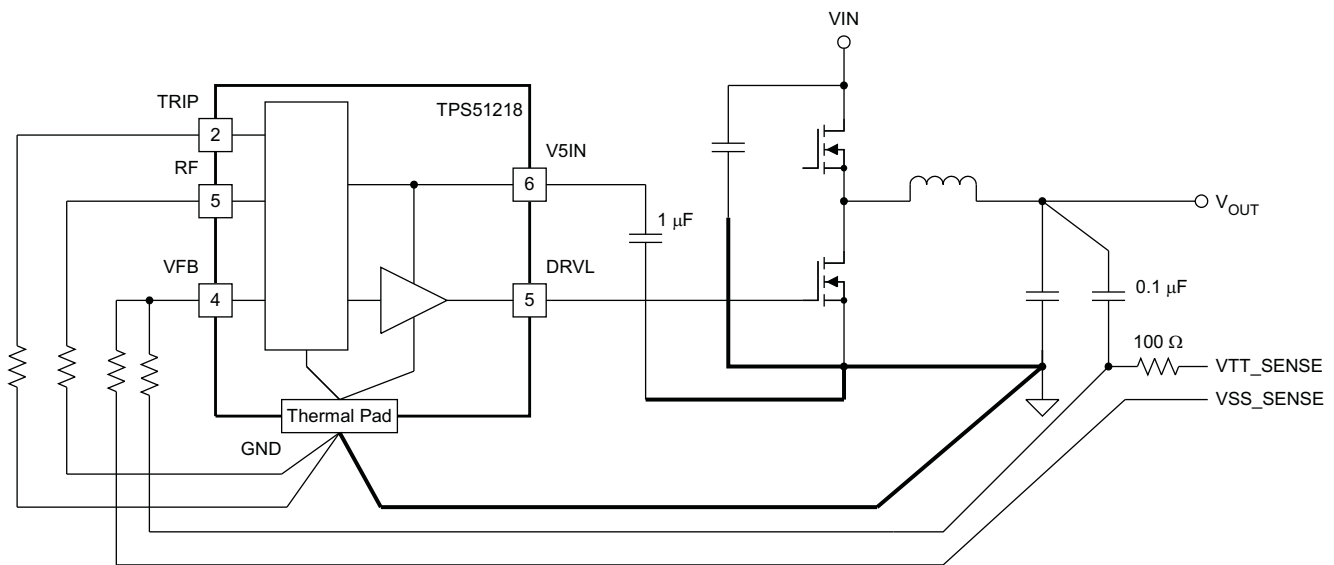 VIN
TRIP
TPS51218
2
V5IN
RF
6
5
1 μF
V_OUT
VFB
DRVL
4
5
0.1 μF
100 Ω
VTT_SENSE
VSS_SENSE
Thermal Pad
GND